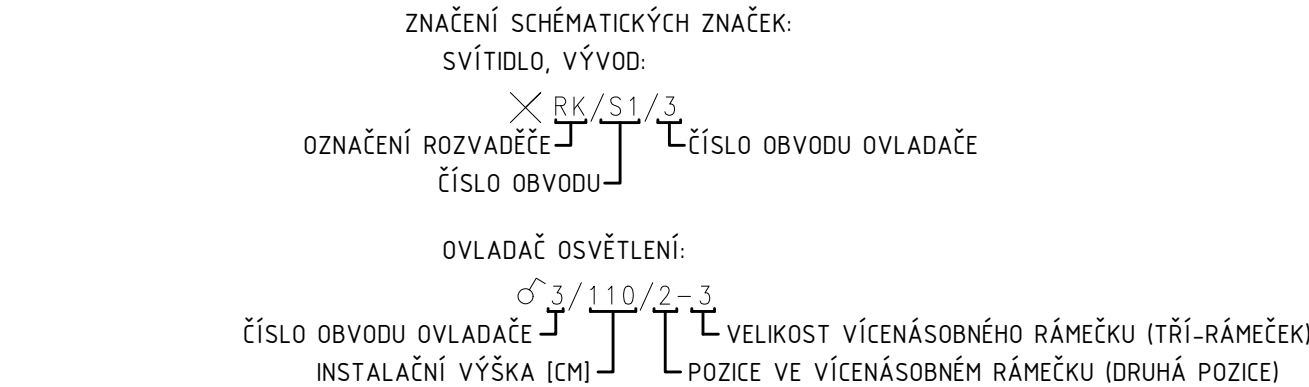 ZNAČENÍ SCHÉMATICKÝCH ZNAČEK:
SVÍTIDLO, VÝVOD:
RK/S1/3
OZNAČENÍ ROZVADĚČE
ČÍSLO OBVODU OVLADAČE
ČÍSLO OBVODU
OVLADAČ OSVĚTLENÍ:
3/110/2-3
ČÍSLO OBVODU OVLADAČE
VELIKOST VÍCENÁSOBNÉHO RÁMEČKU (TŘÍ-RÁMEČEK)
INSTALAČNÍ VÝŠKA [CM]
POZICE VE VÍCENÁSOBNÉM RÁMEČKU (DRUHÁ POZICE)